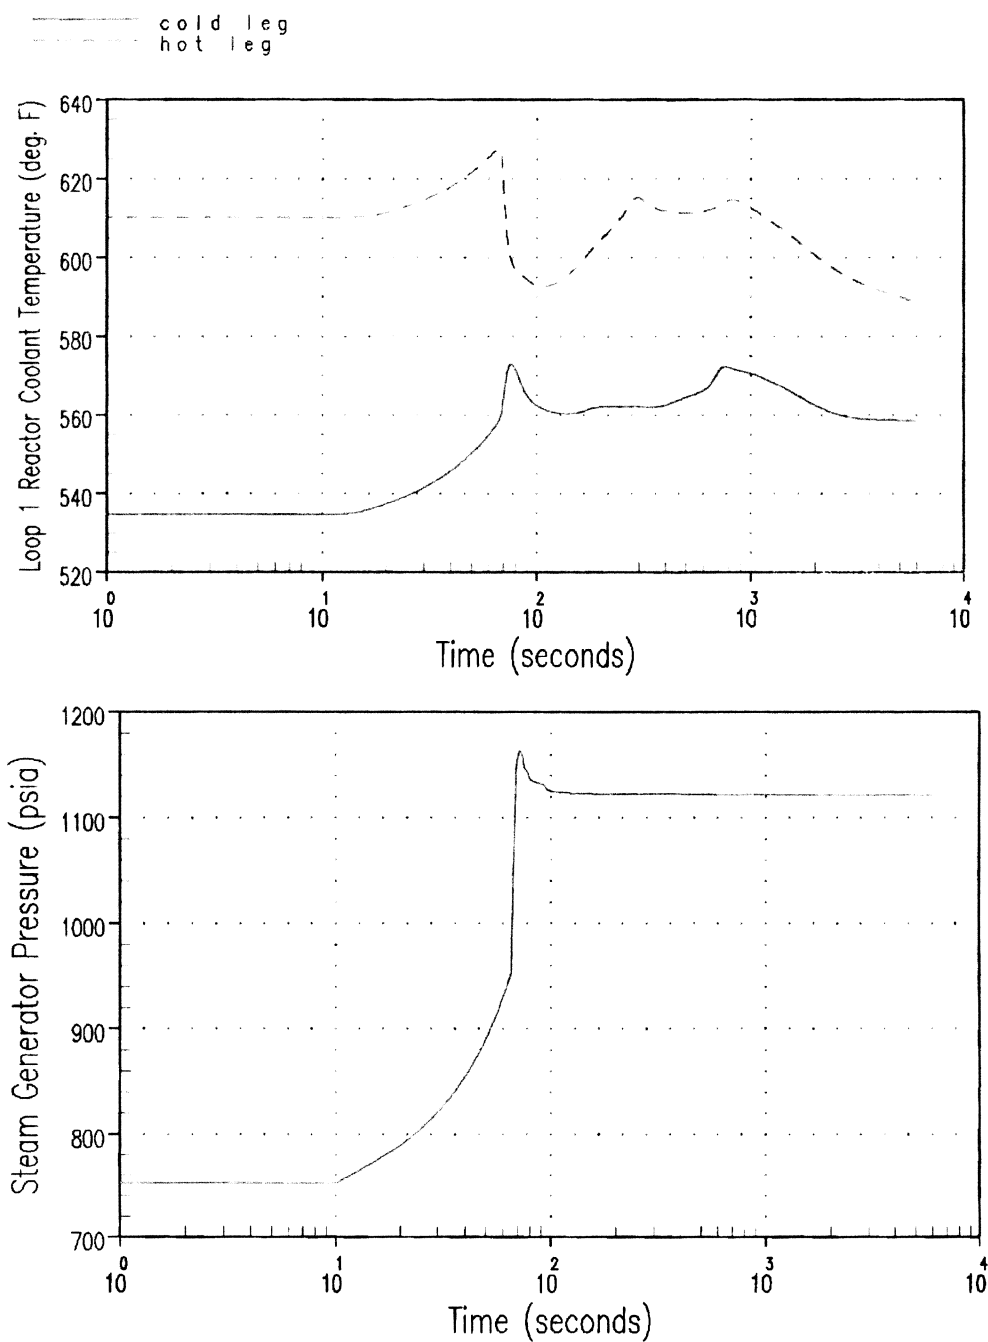 cold leg
hot leg
Loop 1 Reactor Coolant Temperature (deg. F)
640
620
600
580
560
540
520
10^0 10^1 10^2 10^3 10^4
Time (seconds)
Steam Generator Pressure (psia)
1200
1100
1000
900
800
700
10^0 10^1 10^2 10^3 10^4
Time (seconds)